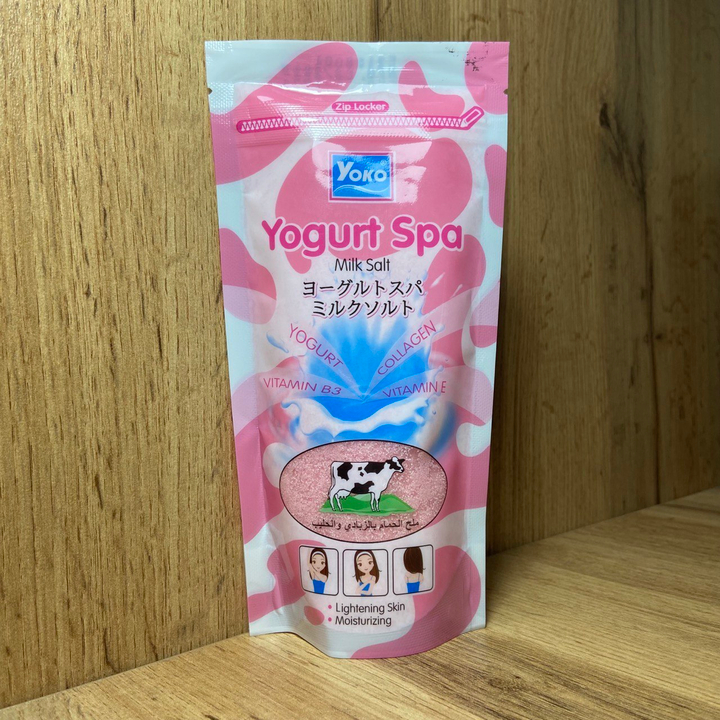 Zip Locker
YOKO
Yogurt Spa
Milk Salt
ヨーグルトスパ
ミルクソルト
YOGURT
COLLAGEN
VITAMIN B3
VITAMIN E
ملح الحمام بالزبادي والحليب
• Lightening Skin
• Moisturizing